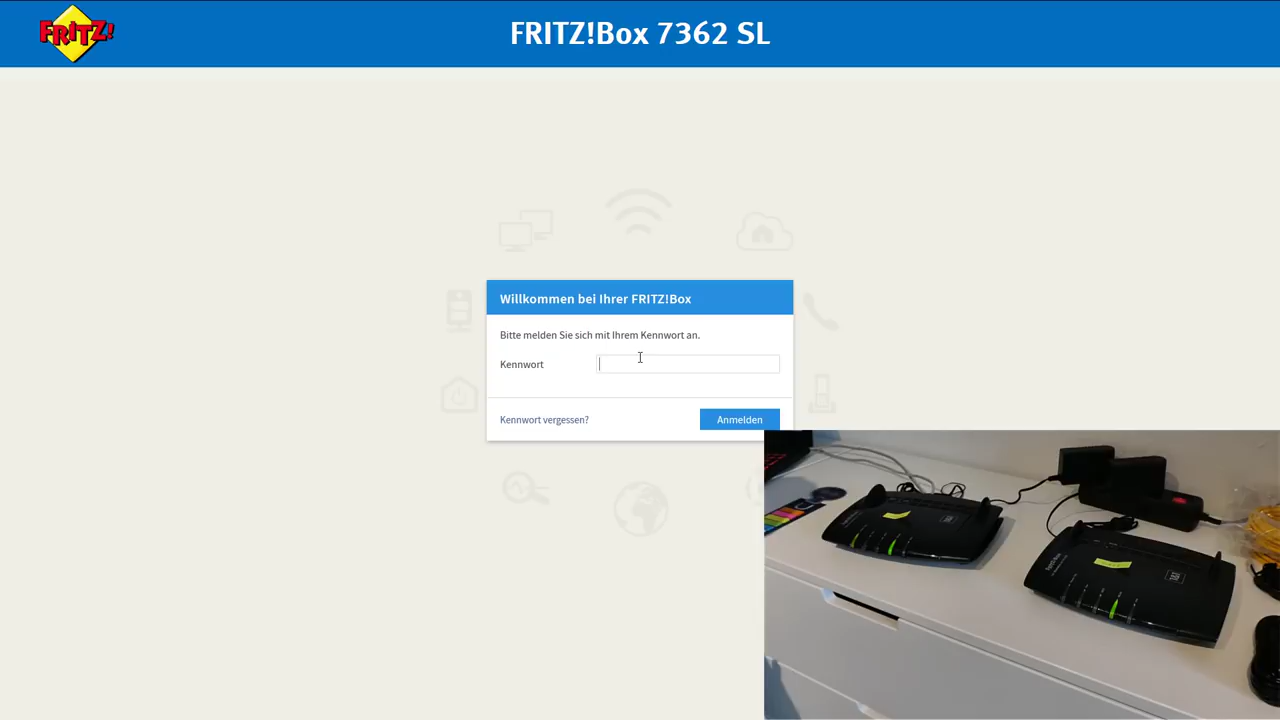 FRITZ!
FRITZ!Box 7362 SL
Willkommen bei Ihrer FRITZ!Box
Bitte melden Sie sich mit Ihrem Kennwort an.
Kennwort
Kennwort vergessen?
Anmelden